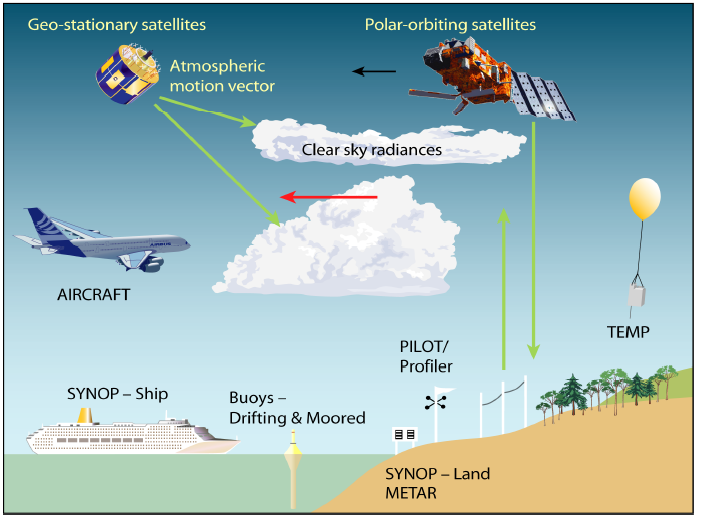 Geo-stationary satellites
Polar-orbiting satellites
Atmospheric
motion vector
Clear sky radiances
AIRBUS
AIRCRAFT
TEMP
PILOT/
Profiler
SYNOP – Ship
Buoys –
Drifting & Moored
SYNOP – Land
METAR